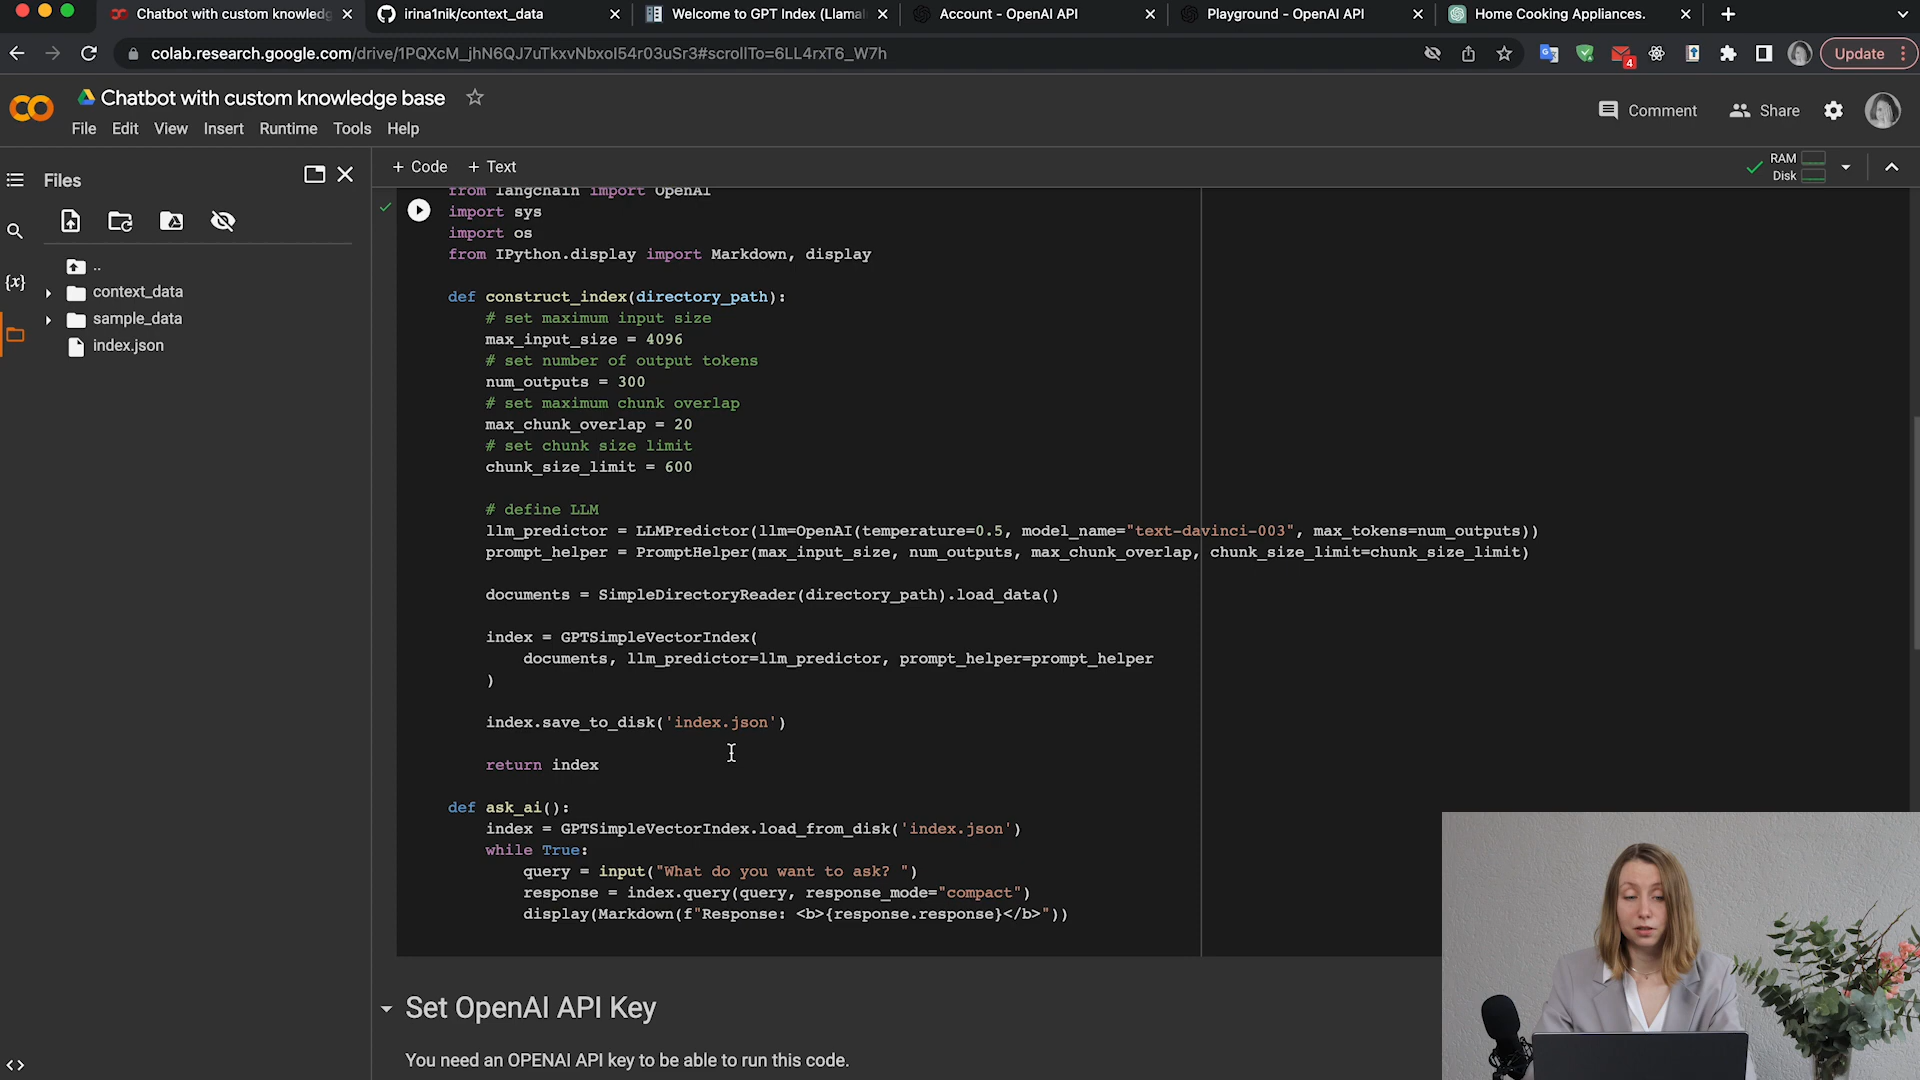 Chatbot with custom knowledg
irina1nik/context_data
Welcome to GPT Index (Llamal
Account - OpenAI API
Playground - OpenAI API
Home Cooking Appliances.
colab.research.google.com/drive/1PQXcM_jhN6QJ7uTkxvNbxoI54r03uSr3#scrollTo=6LL4rxT6_W7h
4
Update
Chatbot with custom knowledge base
File Edit View Insert Runtime Tools Help
Comment
Share
Files
+ Code + Text
RAM
Disk
..
context_data
sample_data
index.json
from langchain import OpenAI
import sys
import os
from IPython.display import Markdown, display
def construct_index(directory_path):
# set maximum input size
max_input_size = 4096
# set number of output tokens
num_outputs = 300
# set maximum chunk overlap
max_chunk_overlap = 20
# set chunk size limit
chunk_size_limit = 600
# define LLM
llm_predictor = LLMPredictor(llm=OpenAI(temperature=0.5, model_name="text-davinci-003", max_tokens=num_outputs))
prompt_helper = PromptHelper(max_input_size, num_outputs, max_chunk_overlap, chunk_size_limit=chunk_size_limit)
documents = SimpleDirectoryReader(directory_path).load_data()
index = GPTSimpleVectorIndex(
documents, llm_predictor=llm_predictor, prompt_helper=prompt_helper
)
index.save_to_disk('index.json')
return index
def ask_ai():
index = GPTSimpleVectorIndex.load_from_disk('index.json')
while True:
query = input("What do you want to ask? ")
response = index.query(query, response_mode="compact")
display(Markdown(f"Response: <b>{response.response}</b>"))
Set OpenAI API Key
You need an OPENAI API key to be able to run this code.